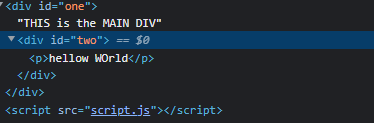 <div id="one">
"THIS is the MAIN DIV"
<div id="two"> == $0
<p>hellow WOrld</p>
</div>
</div>
<script src="script.js"></script>